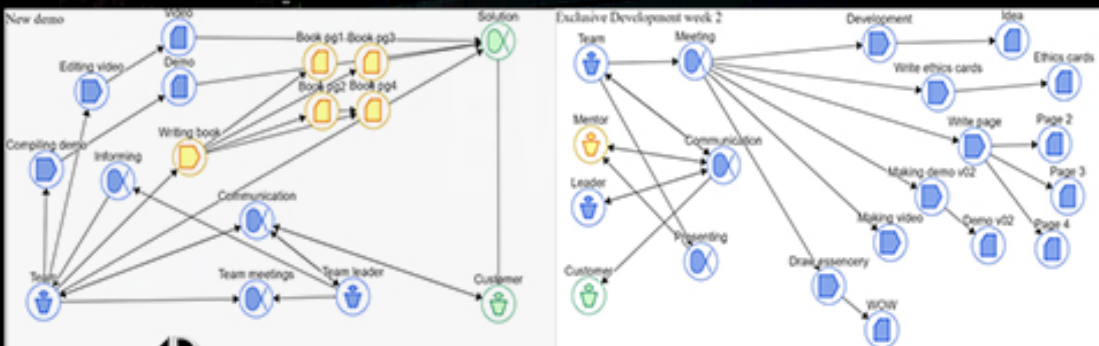 New demo
Video
Solution
Book pg1
Book pg3
Editing video
Demo
Book pg2
Book pg4
Writing book
Compiling demo
Informing
Communication
Team
Team meetings
Team leader
Customer
Exclusive Development week 2
Team
Meeting
Development
Idea
Write ethics cards
Ethics cards
Mentor
Communication
Write page
Page 2
Leader
Making demo v02
Page 3
Making video
Demo v02
Page 4
Presenting
Customer
Draw essencery
WOW